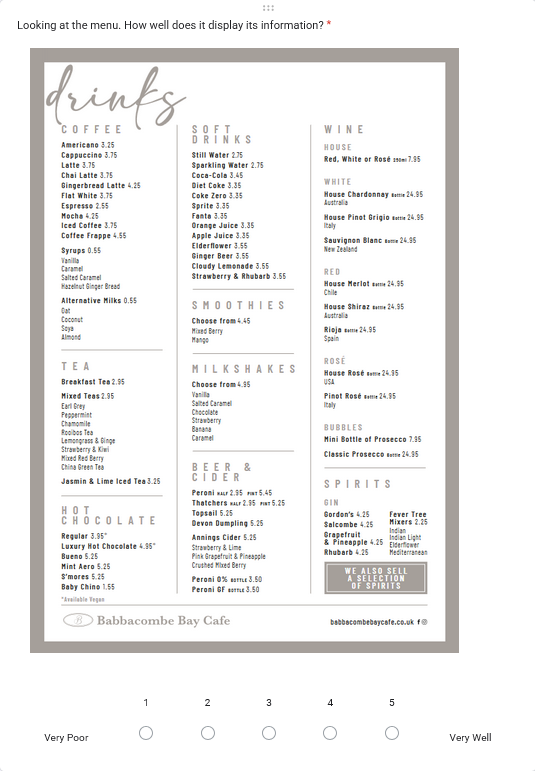 Looking at the menu. How well does it display its information? *
drinks
COFFEE
Americano 3.25
Cappuccino 3.75
Latte 3.75
Chai Latte 3.75
Gingerbread Latte 4.25
Flat White 3.75
Espresso 2.55
Mocha 4.25
Iced Coffee 3.75
Coffee Frappe 4.55
Syrups 0.55
Vanilla
Caramel
Salted Caramel
Hazelnut Ginger Bread
Alternative Milks 0.55
Oat
Coconut
Soya
Almond
TEA
Breakfast Tea 2.95
Mixed Teas 2.95
Earl Grey
Peppermint
Chamomile
Rooibos Tea
Lemongrass & Ginge
Strawberry & Kiwi
Mixed Red Berry
China Green Tea
Jasmin & Lime Iced Tea 3.25
HOT
CHOCOLATE
Regular 3.95*
Luxury Hot Chocolate 4.95*
Bueno 5.25
Mint Aero 5.25
S'mores 5.25
Baby Chino 1.55
*Available Vegan
SOFT
DRINKS
Still Water 2.75
Sparkling Water 2.75
Coca-Cola 3.45
Diet Coke 3.35
Coke Zero 3.35
Sprite 3.35
Fanta 3.35
Orange Juice 3.35
Apple Juice 3.35
Elderflower 3.55
Ginger Beer 3.55
Cloudy Lemonade 3.55
Strawberry & Rhubarb 3.55
SMOOTHIES
Choose from 4.45
Mixed Berry
Mango
MILKSHAKES
Choose from 4.95
Vanilla
Salted Caramel
Chocolate
Strawberry
Banana
Caramel
BEER &
CIDER
Peroni HALF 2.95 PINT 5.45
Thatchers HALF 2.95 PINT 5.25
Topsail 5.25
Devon Dumpling 5.25
Annings Cider 5.25
Strawberry & Lime
Pink Grapefruit & Pineapple
Crushed Mixed Berry
Peroni 0% BOTTLE 3.50
Peroni GF BOTTLE 3.50
WINE
HOUSE
Red, White or Rosé 250ml 7.95
WHITE
House Chardonnay Bottle 24.95
Australia
House Pinot Grigio Bottle 24.95
Italy
Sauvignon Blanc Bottle 24.95
New Zealand
RED
House Merlot Bottle 24.95
Chile
House Shiraz Bottle 24.95
Australia
Rioja Bottle 24.95
Spain
ROSÉ
House Rosé Bottle 24.95
USA
Pinot Rosé Bottle 24.95
Italy
BUBBLES
Mini Bottle of Prosecco 7.95
Classic Prosecco Bottle 24.95
SPIRITS
GIN
Gordon's 4.25
Salcombe 4.25
Grapefruit
& Pineapple 4.25
Rhubarb 4.25
Fever Tree
Mixers 2.25
Indian
Indian Light
Elderflower
Mediterranean
WE ALSO SELL
A SELECTION
OF SPIRITS
B Babbacombe Bay Cafe
babbacombebaycafe.co.uk f
1 2 3 4 5
Very Poor Very Well